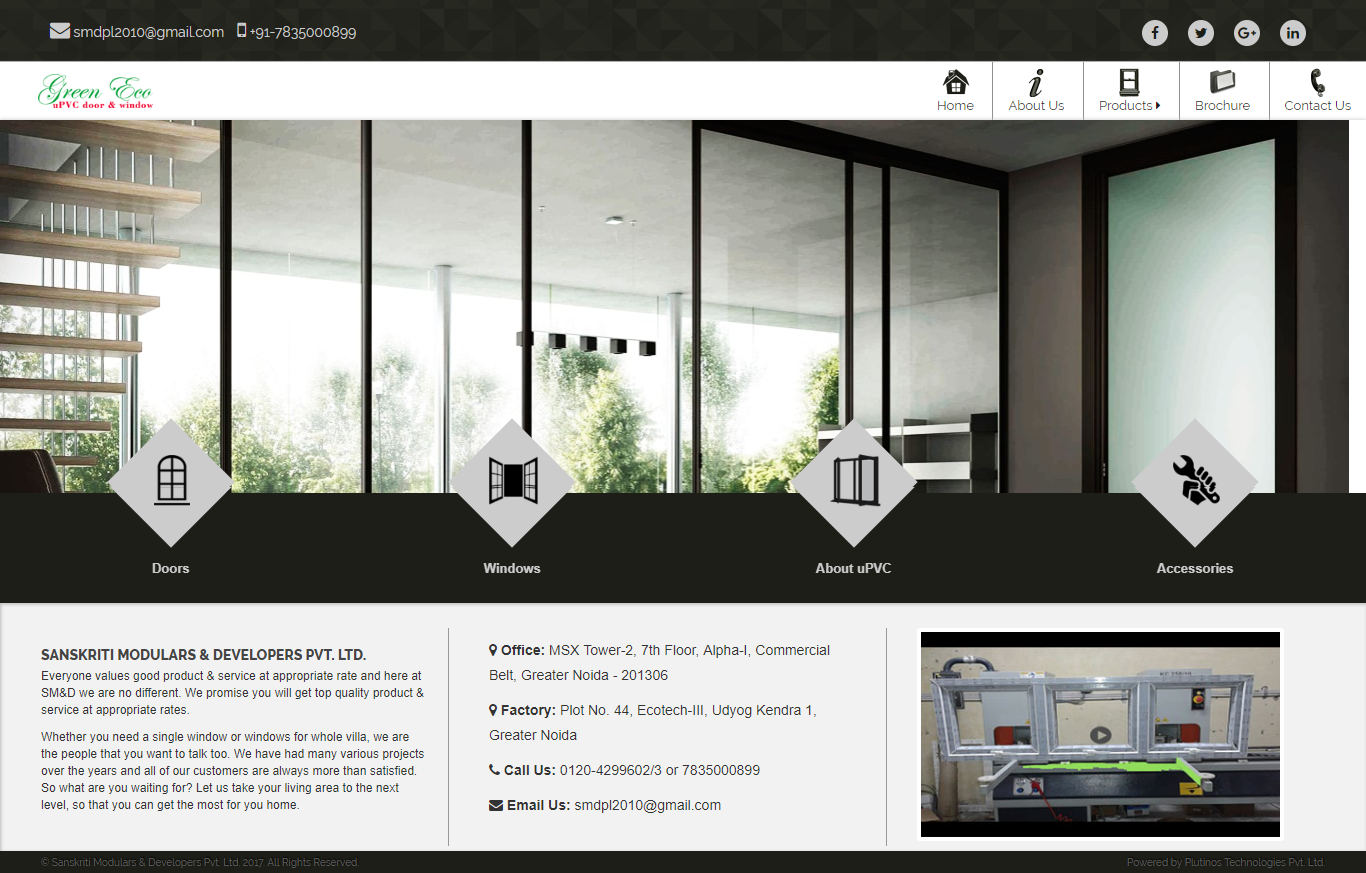 smdpl2010@gmail.com +91-7835000899
Green Eco
uPVC door & window
Home
About Us
Products
Brochure
Contact Us
Doors
Windows
About uPVC
Accessories
SANSKRITI MODULARS & DEVELOPERS PVT. LTD.
Everyone values good product & service at appropriate rate and here at
SM&D we are no different. We promise you will get top quality product &
service at appropriate rates.
Whether you need a single window or windows for whole villa, we are
the people that you want to talk too. We have had many various projects
over the years and all of our customers are always more than satisfied.
So what are you waiting for? Let us take your living area to the next
level, so that you can get the most for you home.
Office: MSX Tower-2, 7th Floor, Alpha-I, Commercial
Belt, Greater Noida - 201306
Factory: Plot No. 44, Ecotech-III, Udyog Kendra 1,
Greater Noida
Call Us: 0120-4299602/3 or 7835000899
Email Us: smdpl2010@gmail.com
© Sanskriti Modulars & Developers Pvt. Ltd. 2017. All Rights Reserved.
Powered by Plutinos Technologies Pvt. Ltd.